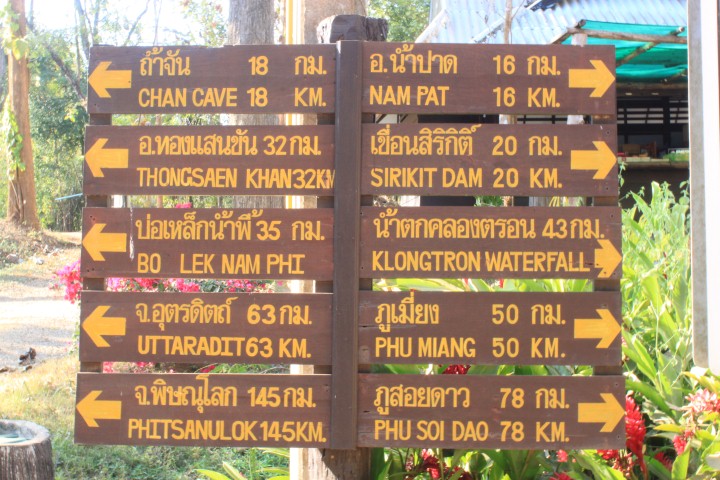 ถ้ำจัน 18 กม.
CHAN CAVE 18 KM.
อ.ทองแสนขัน 32 กม.
THONGSAEN KHAN 32 KM
บ่อเหล็กน้ำพี้ 35 กม.
BO LEK NAM PHI
จ.อุตรดิตถ์ 63 กม.
UTTARADIT 63 KM.
จ.พิษณุโลก 145 กม.
PHITSANULOK 145 KM.
อ.น้ำปาด 16 กม.
NAM PAT 16 KM.
เขื่อนสิริกิติ์ 20 กม.
SIRIKIT DAM 20 KM.
น้ำตกคลองตรอน 43 กม.
KLONGTRON WATERFALL
ภูเมี่ยง 50 กม.
PHU MIANG 50 KM.
ภูสอยดาว 78 กม.
PHU SOI DAO 78 KM.